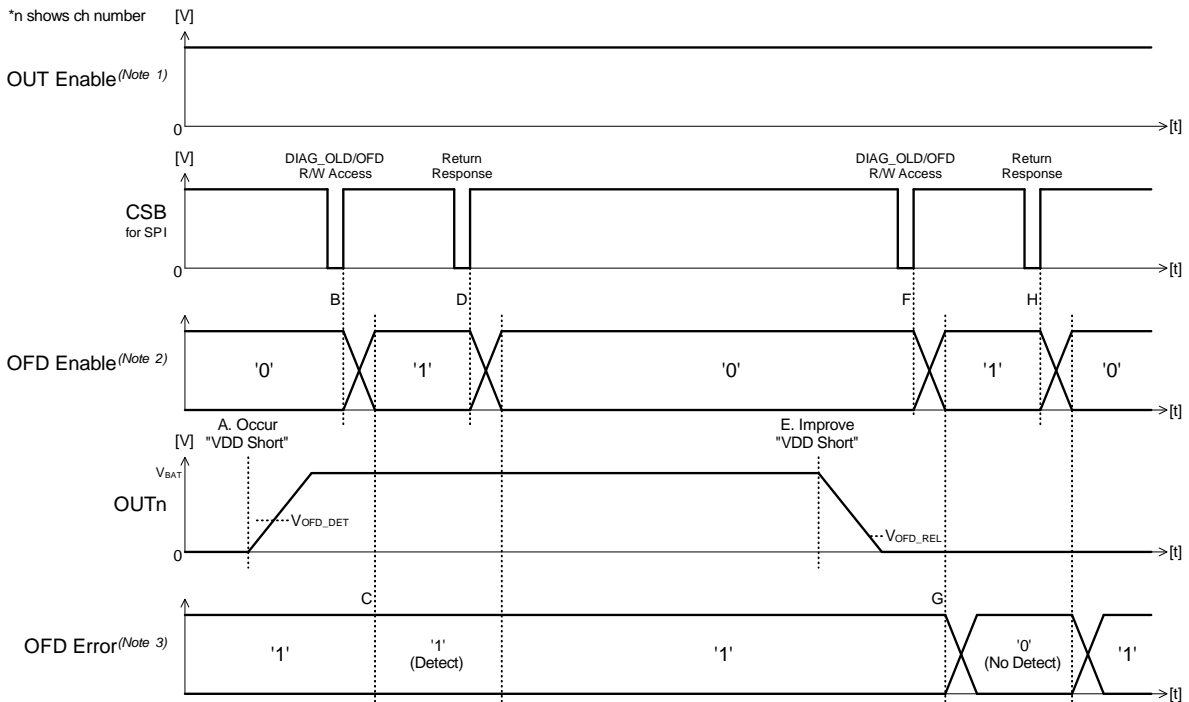 *n shows ch number
[V]
OUT Enable(Note 1)
0
[t]
[V]
DIAG_OLD/OFD
R/W Access
Return
Response
DIAG_OLD/OFD
R/W Access
Return
Response
CSB
for SPI
0
[t]
B
D
F
H
OFD Enable(Note 2)
'0'
'1'
'0'
'1'
'0'
[t]
A. Occur
"VDD Short"
E. Improve
"VDD Short"
[V]
VBAT
OUTn
VOFD_DET
VOFD_REL
0
[t]
C
G
OFD Error(Note 3)
'1'
'1'
(Detect)
'1'
'0'
(No Detect)
'1'
[t]